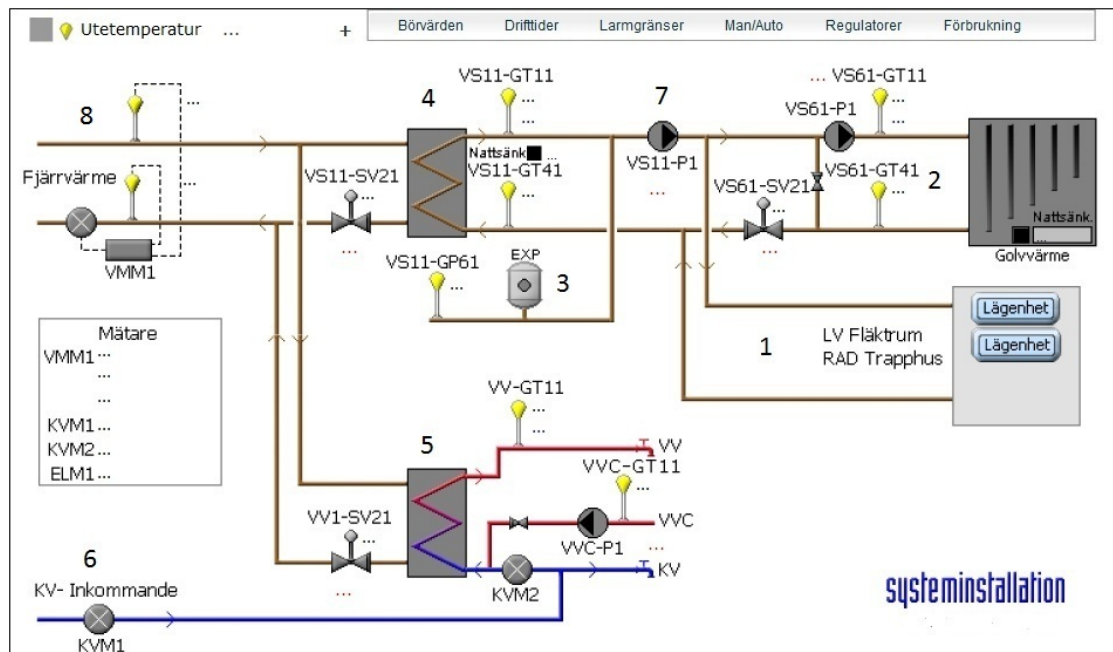 Utetemperatur ... + Börvärden Drifttider Larmgränser Man/Auto Regulatorer Förbrukning
VS11-GT11
...
...
... VS61-GT11
...
VS61-P1
8
4
7
...
Nattsänk ...
VS11-P1
...
VS11-GT41
...
Fjärrvärme
...
VS11-SV21
...
...
VS61-SV21
...
...
VS61-GT41
...
2
Nattsänk.
...
Golvvärme
VMM1
VS11-GP61
...
EXP
3
Mätare
VMM1 ...
...
...
KVM1 ...
KVM2 ...
ELM1 ...
1
LV Fläktrum
RAD Trapphus
Lägenhet
Lägenhet
VV-GT11
...
...
5
VV
VVC-GT11
...
VV1-SV21
...
...
VVC
VVC-P1
...
KV
KVM2
6
KV- Inkommande
KVM1
systeminstallation